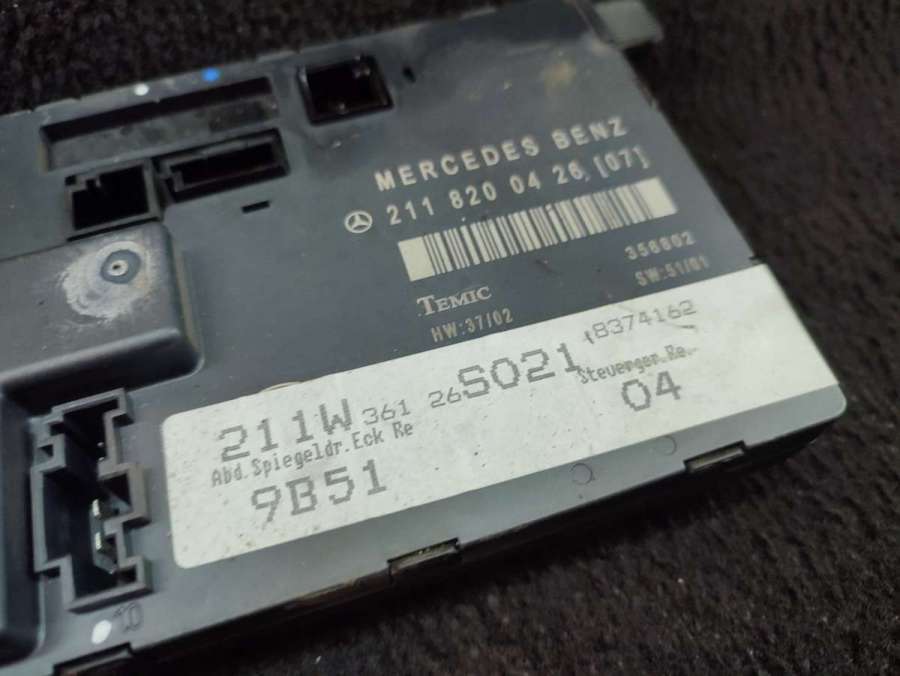 MERCEDES BENZ
211 820 04 26 [07]
356602
TEMIC
SW:51/01
HW:37/02
211W 361 26S021 18374162
Abd.Spiegeldr.Eck Re
Steuerger.Re.
9B51
04
10